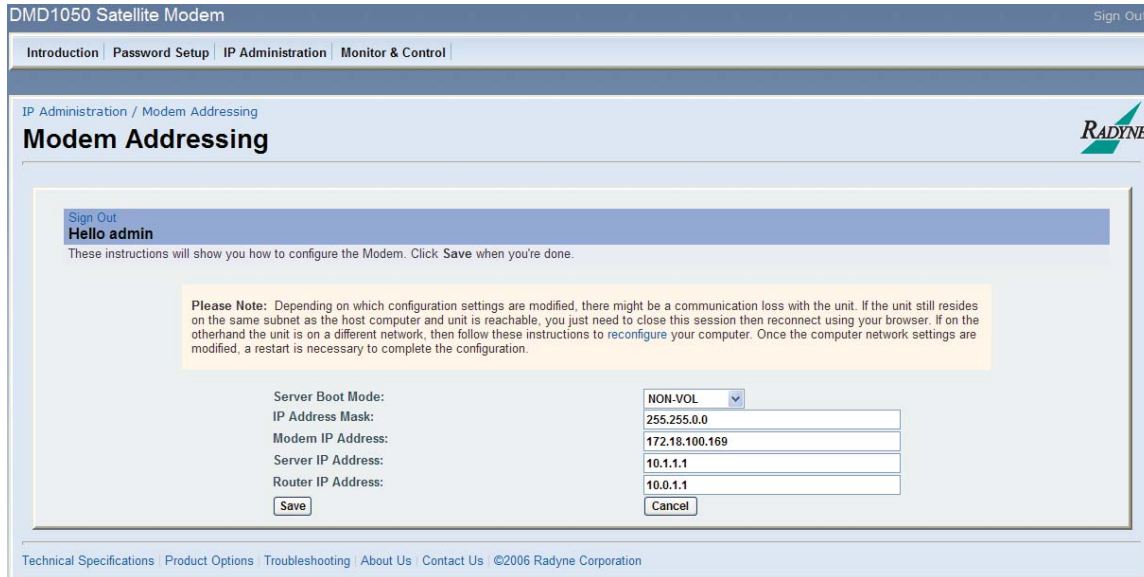 DMD1050 Satellite Modem
Sign Out
Introduction Password Setup IP Administration Monitor & Control
IP Administration / Modem Addressing
Modem Addressing
RADYNE
Sign Out
Hello admin
These instructions will show you how to configure the Modem. Click Save when you're done.
Please Note: Depending on which configuration settings are modified, there might be a communication loss with the unit. If the unit still resides
on the same subnet as the host computer and unit is reachable, you just need to close this session then reconnect using your browser. If on the
otherhand the unit is on a different network, then follow these instructions to reconfigure your computer. Once the computer network settings are
modified, a restart is necessary to complete the configuration.
Server Boot Mode: NON-VOL
IP Address Mask: 255.255.0.0
Modem IP Address: 172.18.100.169
Server IP Address: 10.1.1.1
Router IP Address: 10.0.1.1
Save Cancel
Technical Specifications | Product Options | Troubleshooting | About Us | Contact Us | ©2006 Radyne Corporation